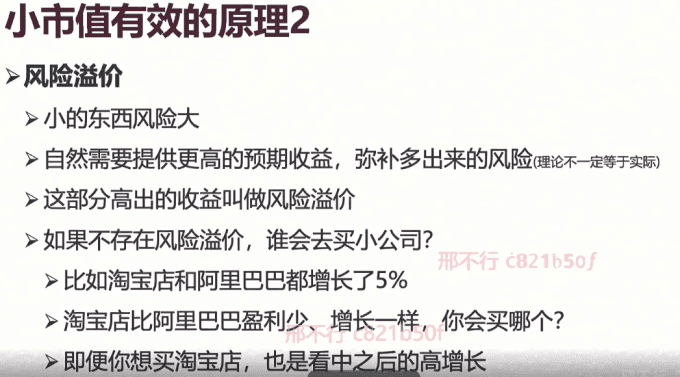 小市值有效的原理2
➢风险溢价
➢小的东西风险大
➢自然需要提供更高的预期收益，弥补多出来的风险(理论不一定等于实际)
➢这部分高出的收益叫做风险溢价
➢如果不存在风险溢价，谁会去买小公司？
邢不行 c821b50f
➢比如淘宝店和阿里巴巴都增长了5%
➢淘宝店比阿里巴巴盈利少、增长一样，你会买哪个？
邢不行 c821b50f
➢即便你想买淘宝店，也是看中之后的高增长